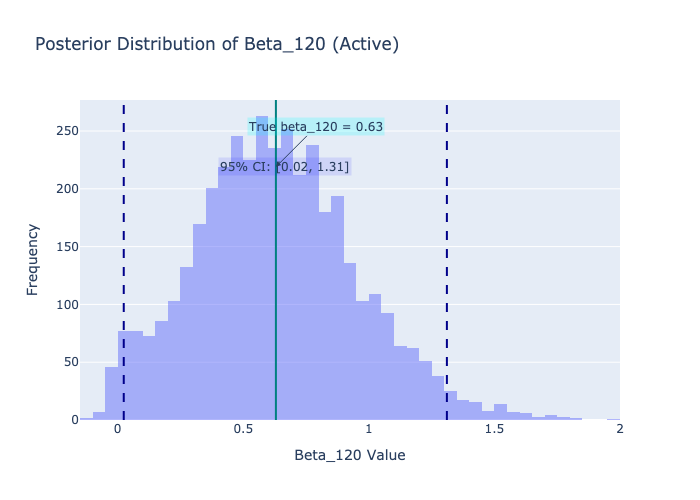 Posterior Distribution of Beta_120 (Active)
True beta_120 = 0.63
95% CI: [0.02, 1.31]
Frequency
250
200
150
100
50
0
0
0.5
1
1.5
2
Beta_120 Value